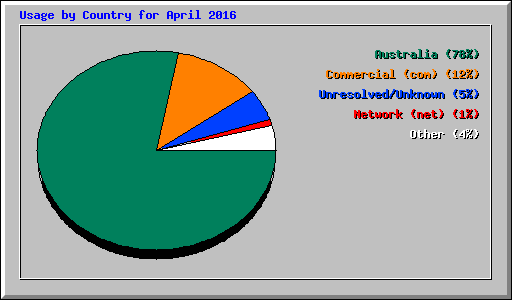 Usage by Country for April 2016
Australia (78%)
Commercial (com) (12%)
Unresolved/Unknown (5%)
Network (net) (1%)
Other (4%)